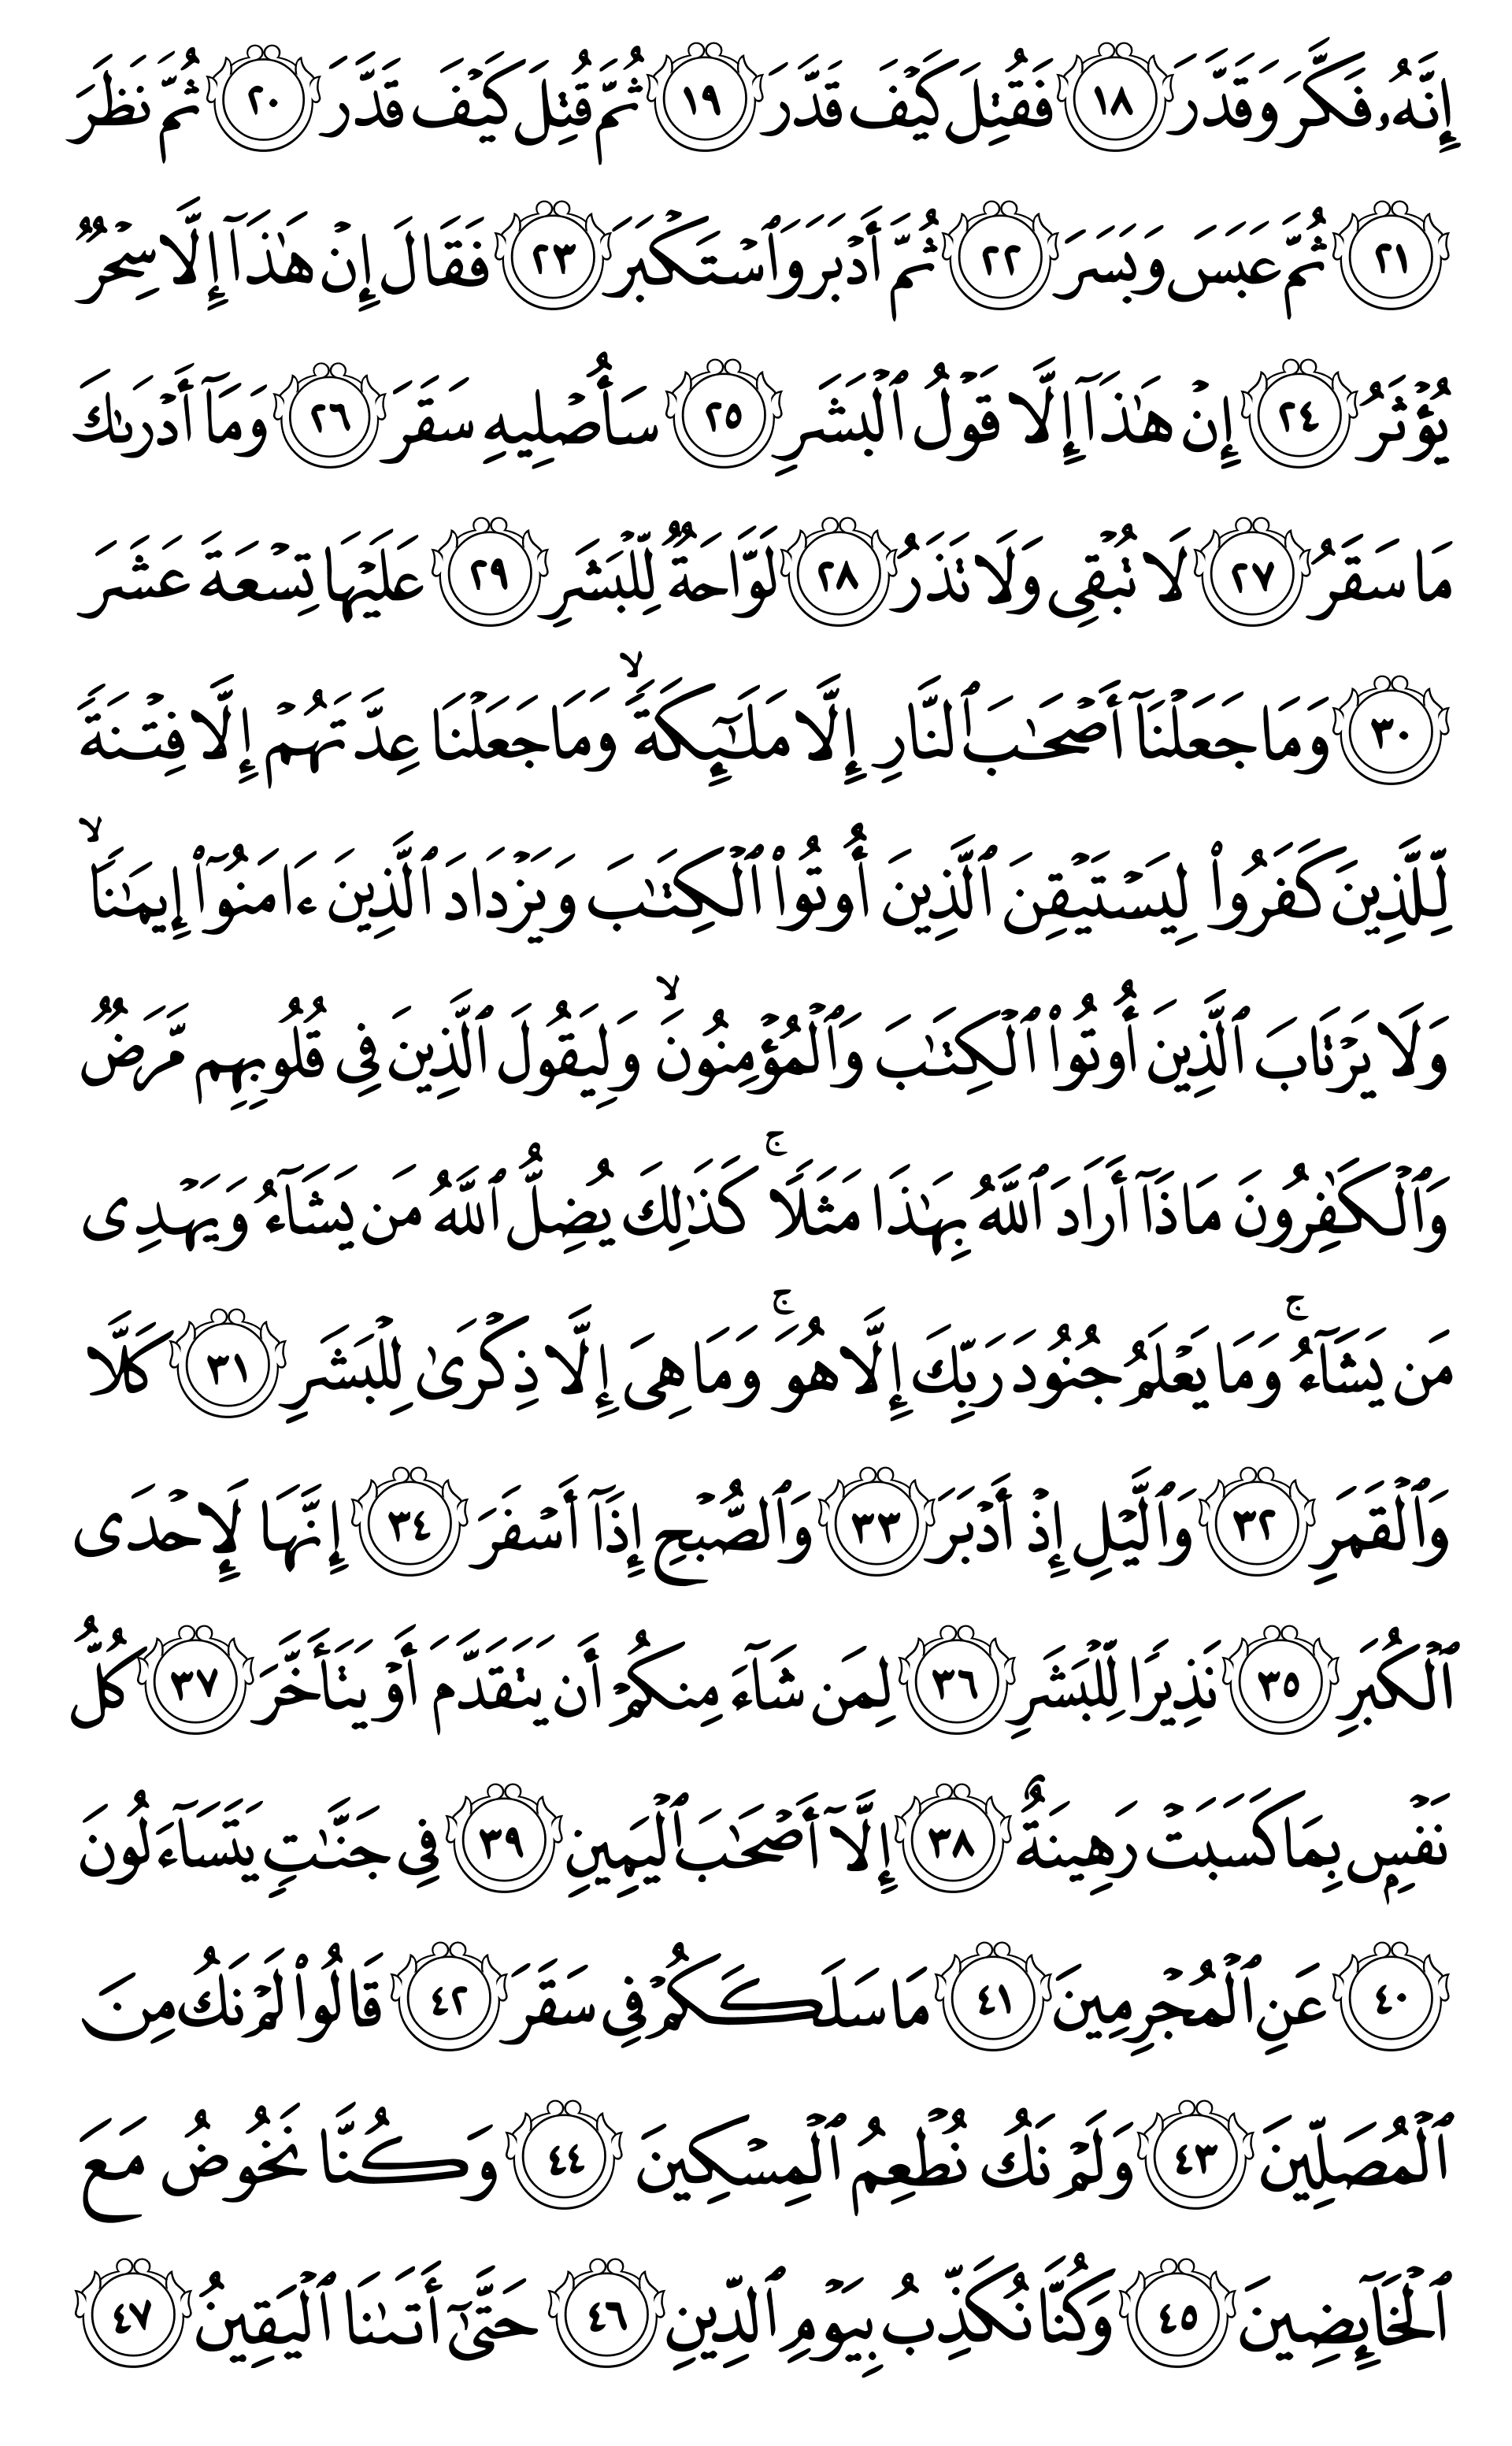 إِنَّهُۥ فَكَّرَ وَقَدَّرَ ١٨ فَقُتِلَ كَيۡفَ قَدَّرَ ١٩ ثُمَّ قُتِلَ كَيۡفَ قَدَّرَ ٢٠ ثُمَّ نَظَرَ
٢١ ثُمَّ عَبَسَ وَبَسَرَ ٢٢ ثُمَّ أَدۡبَرَ وَٱسۡتَكۡبَرَ ٢٣ فَقَالَ إِنۡ هَٰذَآ إِلَّا سِحۡرٞ
يُؤۡثَرُ ٢٤ إِنۡ هَٰذَآ إِلَّا قَوۡلُ ٱلۡبَشَرِ ٢٥ سَأُصۡلِيهِ سَقَرَ ٢٦ وَمَآ أَدۡرَىٰكَ
مَا سَقَرُ ٢٧ لَا تُبۡقِي وَلَا تَذَرُ ٢٨ لَوَّاحَةٞ لِّلۡبَشَرِ ٢٩ عَلَيۡهَا تِسۡعَةَ عَشَرَ
٣٠ وَمَا جَعَلۡنَآ أَصۡحَٰبَ ٱلنَّارِ إِلَّا مَلَٰٓئِكَةٗۙ وَمَا جَعَلۡنَا عِدَّتَهُمۡ إِلَّا فِتۡنَةٗ
لِّلَّذِينَ كَفَرُواْ لِيَسۡتَيۡقِنَ ٱلَّذِينَ أُوتُواْ ٱلۡكِتَٰبَ وَيَزۡدَادَ ٱلَّذِينَ ءَامَنُوٓاْ إِيمَٰنٗاۙ
وَلَا يَرۡتَابَ ٱلَّذِينَ أُوتُواْ ٱلۡكِتَٰبَ وَٱلۡمُؤۡمِنُونَۙ وَلِيَقُولَ ٱلَّذِينَ فِي قُلُوبِهِم مَّرَضٞ
وَٱلۡكَٰفِرُونَ مَاذَآ أَرَادَ ٱللَّهُ بِهَٰذَا مَثَلٗاۚ كَذَٰلِكَ يُضِلُّ ٱللَّهُ مَن يَشَآءُ وَيَهۡدِي
مَن يَشَآءُۚ وَمَا يَعۡلَمُ جُنُودَ رَبِّكَ إِلَّا هُوَۚ وَمَا هِيَ إِلَّا ذِكۡرَىٰ لِلۡبَشَرِ ٣١ كَلَّا
وَٱلۡقَمَرِ ٣٢ وَٱلَّيۡلِ إِذۡ أَدۡبَرَ ٣٣ وَٱلصُّبۡحِ إِذَآ أَسۡفَرَ ٣٤ إِنَّهَا لَإِحۡدَى
ٱلۡكُبَرِ ٣٥ نَذِيرٗا لِّلۡبَشَرِ ٣٦ لِمَن شَآءَ مِنكُمۡ أَن يَتَقَدَّمَ أَوۡ يَتَأَخَّرَ ٣٧ كُلُّ
نَفۡسِۭ بِمَا كَسَبَتۡ رَهِينَةٌ ٣٨ إِلَّآ أَصۡحَٰبَ ٱلۡيَمِينِ ٣٩ فِي جَنَّٰتٖ يَتَسَآءَلُونَ
٤٠ عَنِ ٱلۡمُجۡرِمِينَ ٤١ مَا سَلَكَكُمۡ فِي سَقَرَ ٤٢ قَالُواْ لَمۡ نَكُ مِنَ
ٱلۡمُصَلِّينَ ٤٣ وَلَمۡ نَكُ نُطۡعِمُ ٱلۡمِسۡكِينَ ٤٤ وَكُنَّا نَخُوضُ مَعَ
ٱلۡخَآئِضِينَ ٤٥ وَكُنَّا نُكَذِّبُ بِيَوۡمِ ٱلدِّينِ ٤٦ حَتَّىٰٓ أَتَىٰنَا ٱلۡيَقِينُ ٤٧